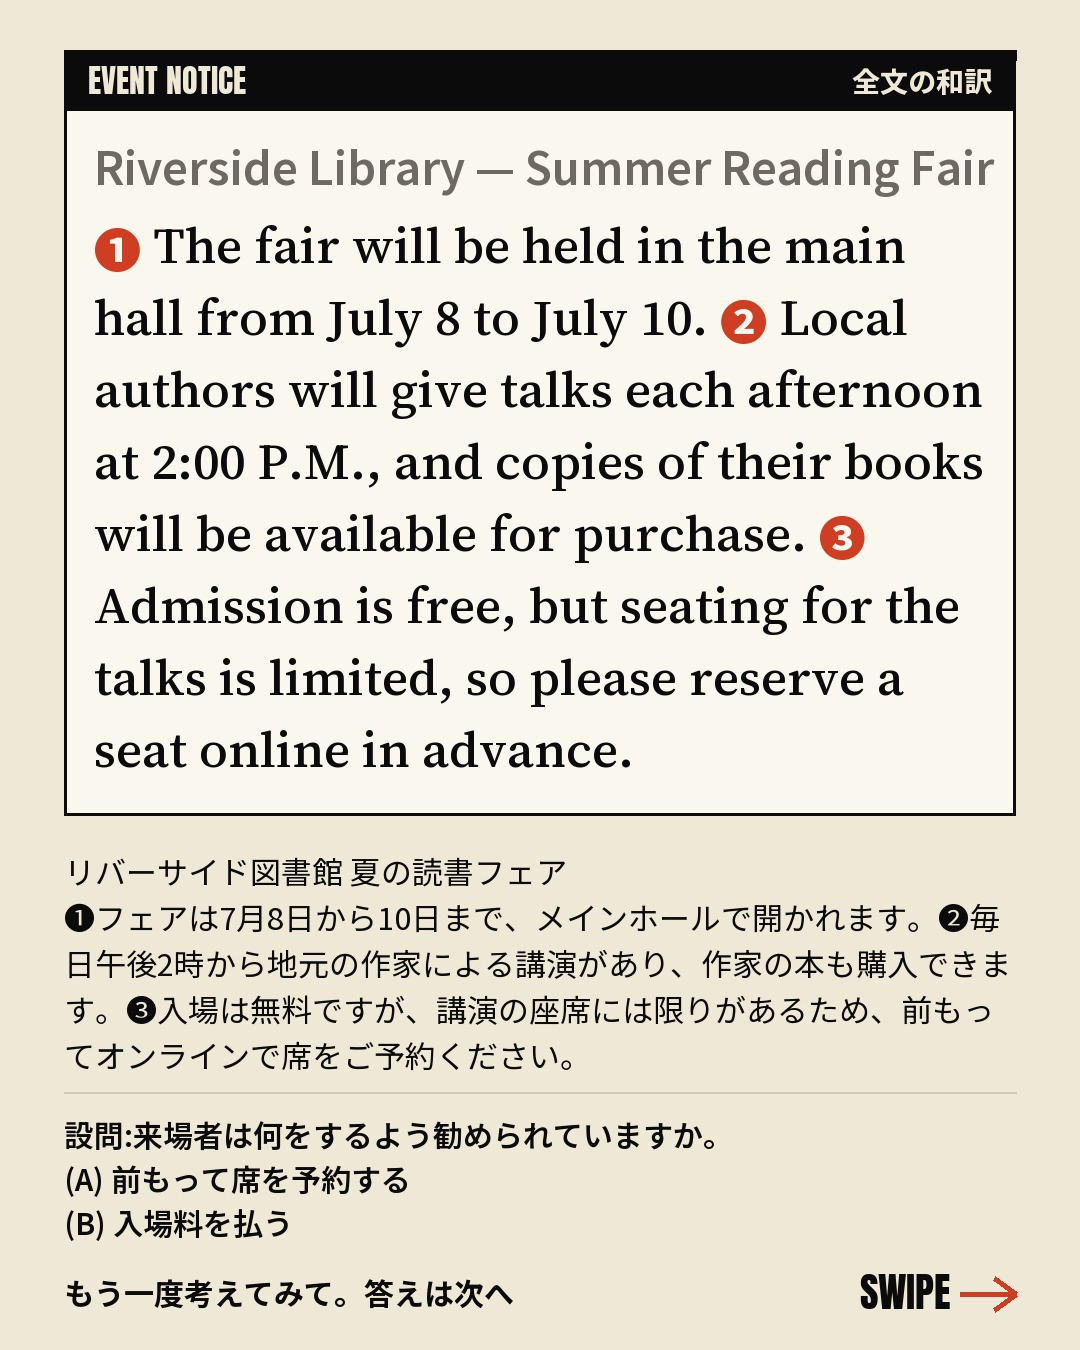 EVENT NOTICE
全文の和訳
Riverside Library — Summer Reading Fair
❶ The fair will be held in the main
hall from July 8 to July 10. ❷ Local
authors will give talks each afternoon
at 2:00 P.M., and copies of their books
will be available for purchase. ❸
Admission is free, but seating for the
talks is limited, so please reserve a
seat online in advance.
リバーサイド図書館 夏の読書フェア
❶フェアは7月8日から10日まで、メインホールで開かれます。❷毎
日午後2時から地元の作家による講演があり、作家の本も購入できま
す。❸入場は無料ですが、講演の座席には限りがあるため、前もっ
てオンラインで席をご予約ください。
設問:来場者は何をするよう勧められていますか。
(A) 前もって席を予約する
(B) 入場料を払う
もう一度考えてみて。答えは次へ
SWIPE